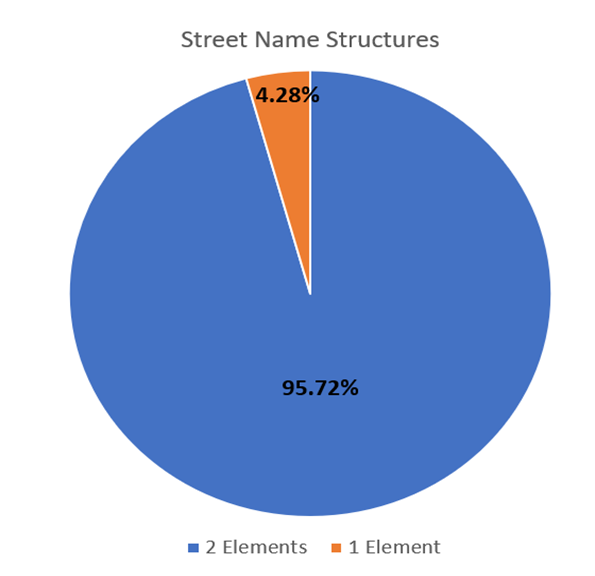 Street Name Structures
4.28%
95.72%
2 Elements 1 Element